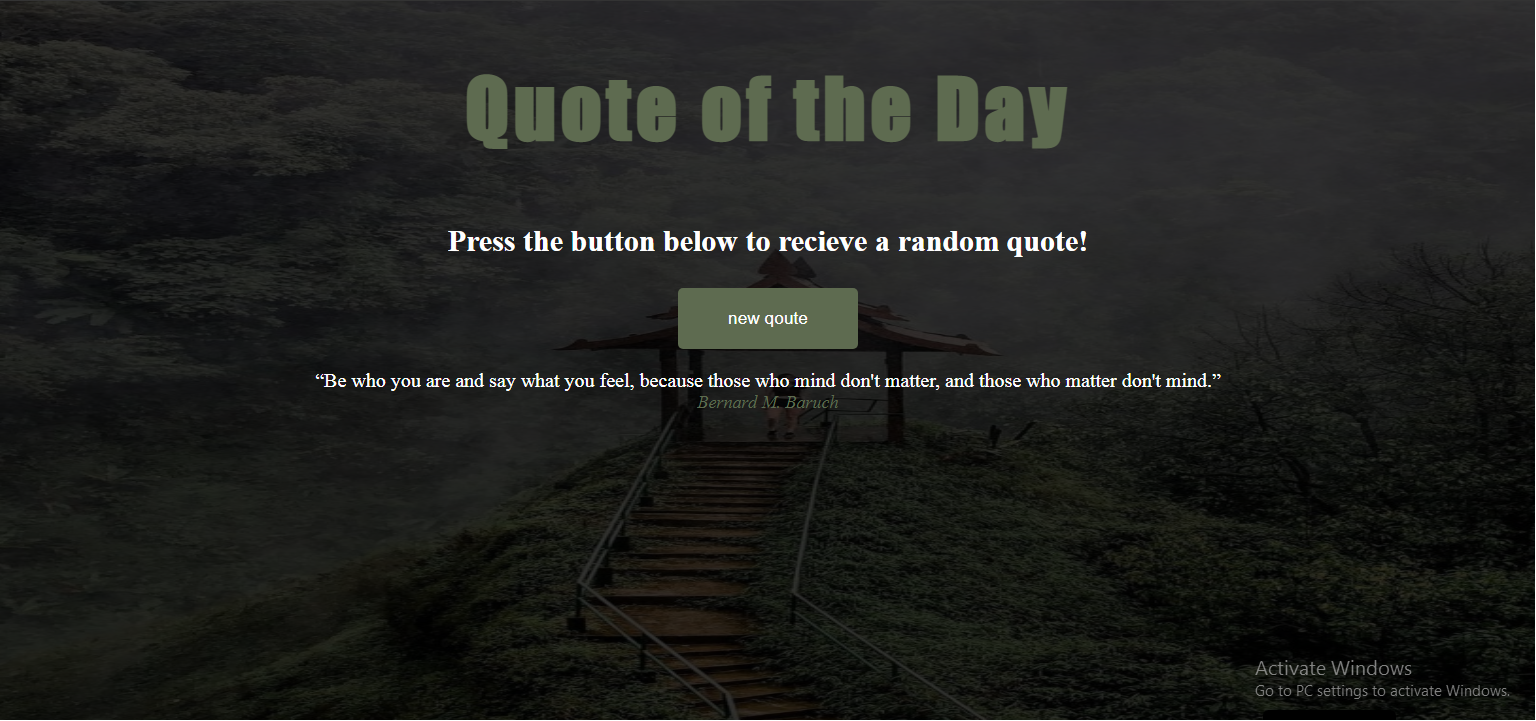 Quote of the Day
Press the button below to recieve a random quote!
new qoute
“Be who you are and say what you feel, because those who mind don't matter, and those who matter don't mind.”
Bernard M. Baruch
Activate Windows
Go to PC settings to activate Windows.